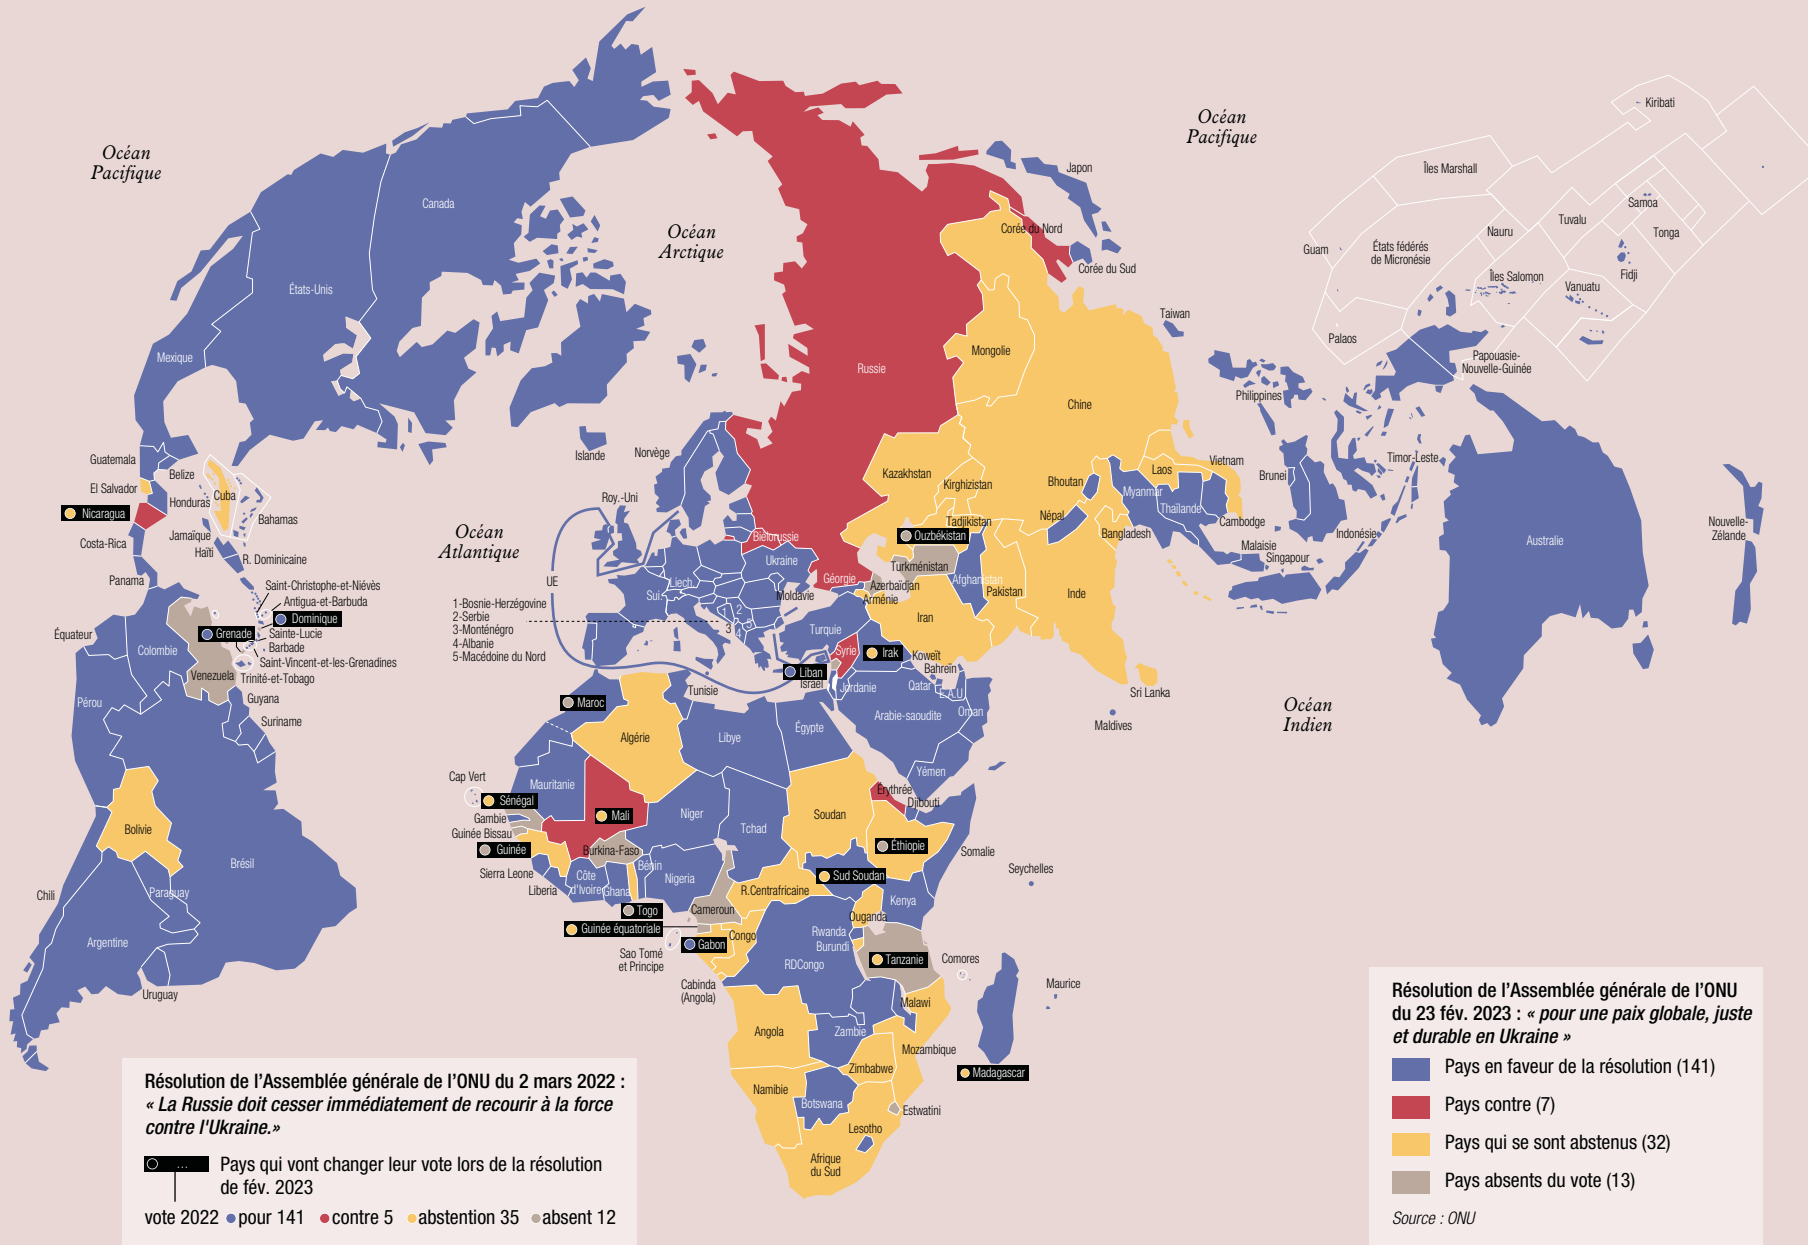 Océan
Pacifique
Océan
Arctique
Océan
Pacifique
Océan
Atlantique
Océan
Indien
Canada
États-Unis
Mexique
Guatemala
Belize
El Salvador
Honduras
Nicaragua
Costa-Rica
Panama
Cuba
Bahamas
Jamaïque
Haïti
R. Dominicaine
Saint-Christophe-et-Niévès
Antigua-et-Barbuda
Dominique
Grenade
Sainte-Lucie
Barbade
Saint-Vincent-et-les-Grenadines
Trinité-et-Tobago
Équateur
Colombie
Venezuela
Guyana
Suriname
Pérou
Bolivie
Brésil
Paraguay
Chili
Argentine
Uruguay
Islande
Norvège
Roy.-Uni
UE
Sui.
Liech.
Biélorussie
Ukraine
Moldavie
1-Bosnie-Herzégovine
2-Serbie
3-Monténégro
4-Albanie
5-Macédoine du Nord
1
2
3
4
5
Russie
Géorgie
Azerbaïdjan
Arménie
Turquie
Syrie
Liban
Israël
Jordanie
Irak
Iran
Koweït
Bahreïn
Qatar
E.A.U
Oman
Arabie-saoudite
Yémen
Kazakhstan
Kirghizistan
Tadjikistan
Ouzbékistan
Turkménistan
Afghanistan
Pakistan
Inde
Népal
Bhoutan
Bangladesh
Sri Lanka
Maldives
Mongolie
Chine
Corée du Nord
Corée du Sud
Japon
Taiwan
Laos
Vietnam
Myanmar
Thaïlande
Cambodge
Malaisie
Singapour
Brunei
Philippines
Indonésie
Timor-Leste
Papouasie-
Nouvelle-Guinée
Australie
Nouvelle-
Zélande
Kiribati
Îles Marshall
Samoa
Tuvalu
Tonga
Nauru
Guam
États fédérés
de Micronésie
Îles Salomon
Fidji
Vanuatu
Palaos
Maroc
Algérie
Tunisie
Libye
Égypte
Cap Vert
Mauritanie
Sénégal
Mali
Gambie
Guinée Bissau
Guinée
Sierra Leone
Liberia
Côte
d'Ivoire
Ghana
Burkina-Faso
Togo
Bénin
Niger
Nigeria
Tchad
Soudan
Érythrée
Djibouti
Éthiopie
Somalie
Sud Soudan
R.Centrafricaine
Cameroun
Guinée équatoriale
Sao Tomé
et Principe
Gabon
Congo
RDCongo
Cabinda
(Angola)
Ouganda
Kenya
Rwanda
Burundi
Tanzanie
Comores
Seychelles
Maurice
Madagascar
Malawi
Mozambique
Angola
Zambie
Zimbabwe
Namibie
Botswana
Estwatini
Lesotho
Afrique
du Sud
Résolution de l’Assemblée générale de l’ONU du 2 mars 2022 :
« La Russie doit cesser immédiatement de recourir à la force
contre l'Ukraine.»
... Pays qui vont changer leur vote lors de la résolution
de fév. 2023
vote 2022 pour 141 contre 5 abstention 35 absent 12
Résolution de l’Assemblée générale de l’ONU
du 23 fév. 2023 : « pour une paix globale, juste
et durable en Ukraine »
Pays en faveur de la résolution (141)
Pays contre (7)
Pays qui se sont abstenus (32)
Pays absents du vote (13)
Source : ONU